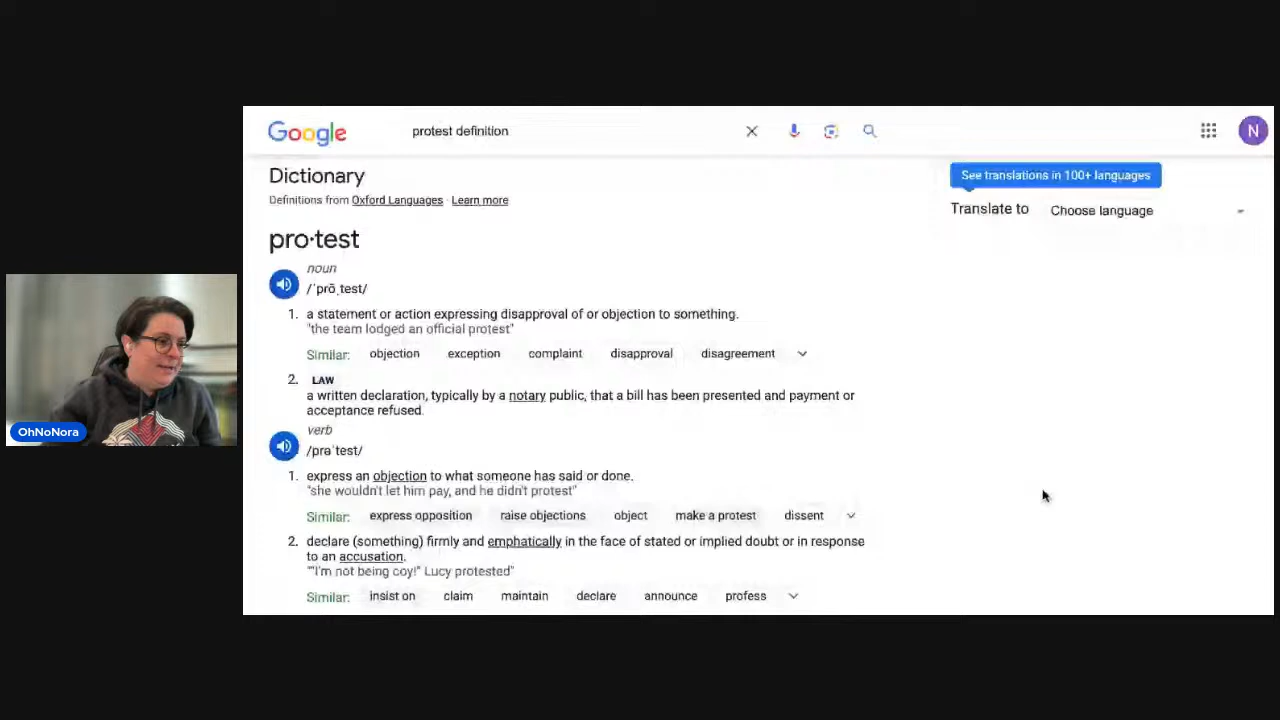 Google
protest definition
N
Dictionary
See translations in 100+ languages
Definitions from Oxford Languages · Learn more
Translate to
Choose language
pro·test
noun
/ˈprōˌtest/
1. a statement or action expressing disapproval of or objection to something.
"the team lodged an official protest"
Similar: objection exception complaint disapproval disagreement
2. LAW
a written declaration, typically by a notary public, that a bill has been presented and payment or
acceptance refused.
verb
/prəˈtest/
1. express an objection to what someone has said or done.
"she wouldn't let him pay, and he didn't protest"
Similar: express opposition raise objections object make a protest dissent
2. declare (something) firmly and emphatically in the face of stated or implied doubt or in response
to an accusation.
""I'm not being coy!" Lucy protested"
Similar: insist on claim maintain declare announce profess
OhNoNora